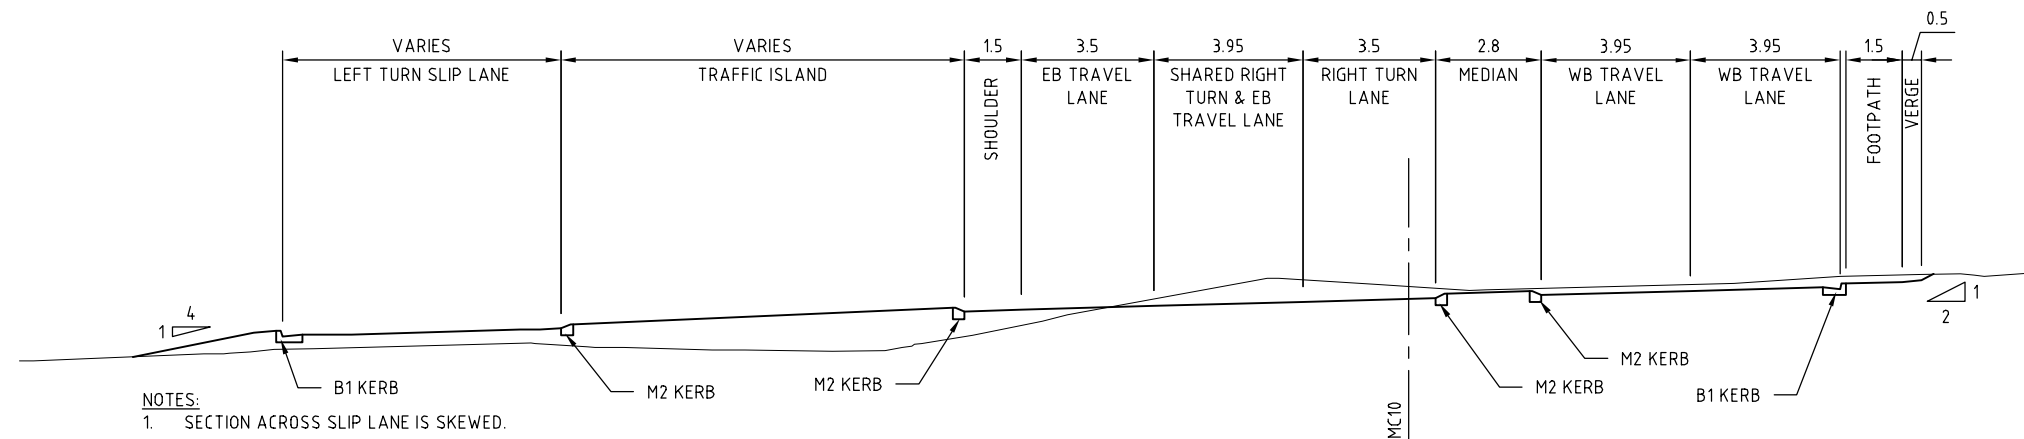 0.5
VARIES
LEFT TURN SLIP LANE
VARIES
TRAFFIC ISLAND
1.5
SHOULDER
3.5
EB TRAVEL
LANE
3.95
SHARED RIGHT
TURN & EB
TRAVEL LANE
3.5
RIGHT TURN
LANE
2.8
MEDIAN
3.95
WB TRAVEL
LANE
3.95
WB TRAVEL
LANE
1.5
FOOTPATH
VERGE
4
1
1
2
B1 KERB
M2 KERB
M2 KERB
MC10
M2 KERB
M2 KERB
B1 KERB
NOTES:
1. SECTION ACROSS SLIP LANE IS SKEWED.